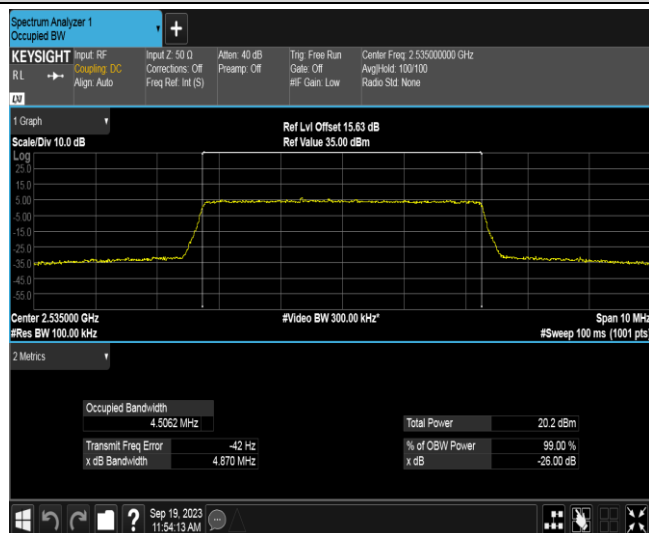 Spectrum Analyzer 1
Occupied BW
+
KEYSIGHT
RL
LXI
Input: RF
Coupling: DC
Align: Auto
Input Z: 50 Ω
Corrections: Off
Freq Ref: Int (S)
Atten: 40 dB
Preamp: Off
Trig: Free Run
Gate: Off
#IF Gain: Low
Center Freq: 2.535000000 GHz
Avg|Hold: 100/100
Radio Std: None
1 Graph
Scale/Div 10.0 dB
Ref Lvl Offset 15.63 dB
Ref Value 35.00 dBm
Log
25.0
15.0
5.00
-5.00
-15.0
-25.0
-35.0
-45.0
-55.0
Center 2.535000 GHz
#Res BW 100.00 kHz
#Video BW 300.00 kHz*
Span 10 MHz
#Sweep 100 ms (1001 pts)
2 Metrics
Occupied Bandwidth
4.5062 MHz
Transmit Freq Error -42 Hz
x dB Bandwidth 4.870 MHz
Total Power 20.2 dBm
% of OBW Power 99.00 %
x dB -26.00 dB
?
Sep 19, 2023
11:54:13 AM